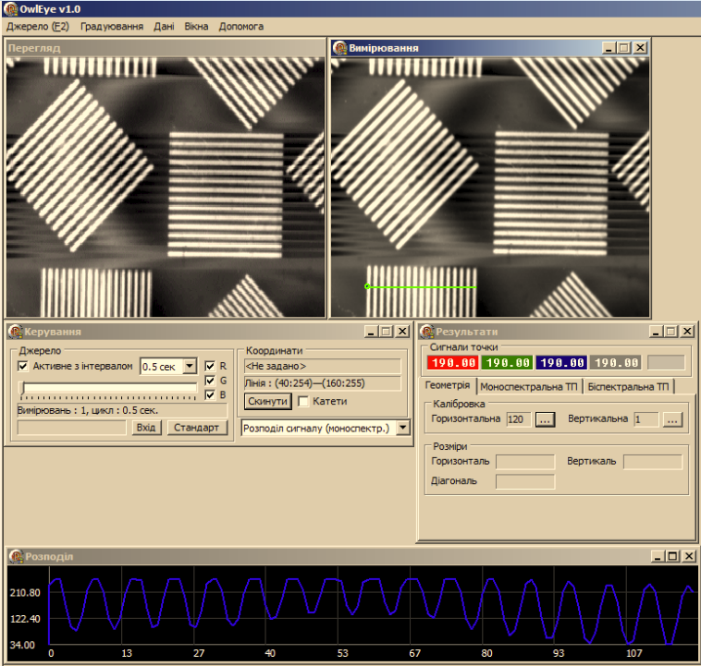 OwlEye v1.0
Джерело (F2) Градуювання Дані Вікна Допомога
Перегляд
Вимірювання
Керування
Джерело
Активне з інтервалом 0.5 сек
R
G
B
Вимірювань : 1, цикл : 0.5 сек.
Вхід Стандарт
Координати
<Не задано>
Лінія : (40:254)—(160:255)
Скинути Катети
Розподіл сигналу (моноспектр.)
Результати
Сигнали точки
190.00 190.00 190.00 190.00
Геометрія Моноспектральна ТП Біспектральна ТП
Калібровка
Горизонтальна 120 ... Вертикальна 1 ...
Розміри
Горизонталь Вертикаль
Діагональ
Розподіл
210.80
122.40
34.00
0 13 27 40 53 67 80 93 107